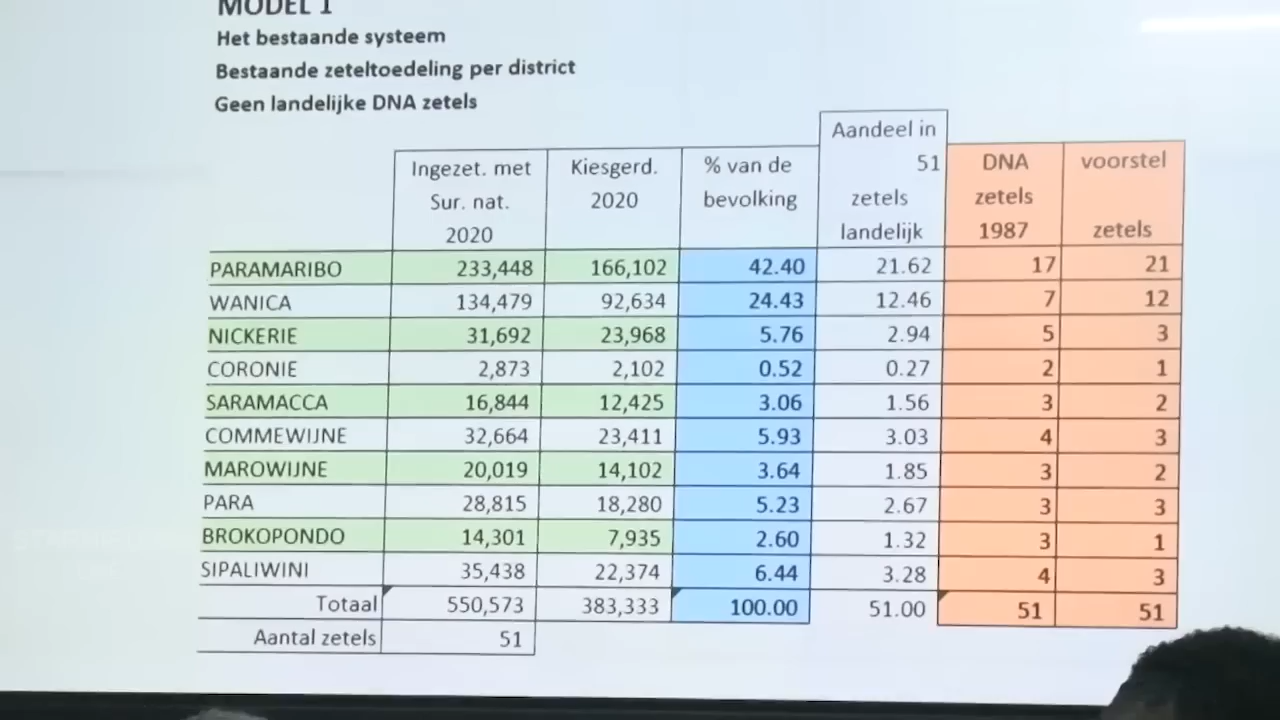 MODEL 1
Het bestaande systeem
Bestaande zeteltoedeling per district
Geen landelijke DNA zetels
Ingezet. met Sur. nat. 2020 Kiesgerd. 2020 % van de bevolking Aandeel in 51 zetels landelijk DNA zetels 1987 voorstel zetels
PARAMARIBO 233,448 166,102 42.40 21.62 17 21
WANICA 134,479 92,634 24.43 12.46 7 12
NICKERIE 31,692 23,968 5.76 2.94 5 3
CORONIE 2,873 2,102 0.52 0.27 2 1
SARAMACCA 16,844 12,425 3.06 1.56 3 2
COMMEWIJNE 32,664 23,411 5.93 3.03 4 3
MAROWIJNE 20,019 14,102 3.64 1.85 3 2
PARA 28,815 18,280 5.23 2.67 3 3
BROKOPONDO 14,301 7,935 2.60 1.32 3 1
SIPALIWINI 35,438 22,374 6.44 3.28 4 3
Totaal 550,573 383,333 100.00 51.00 51 51
Aantal zetels 51